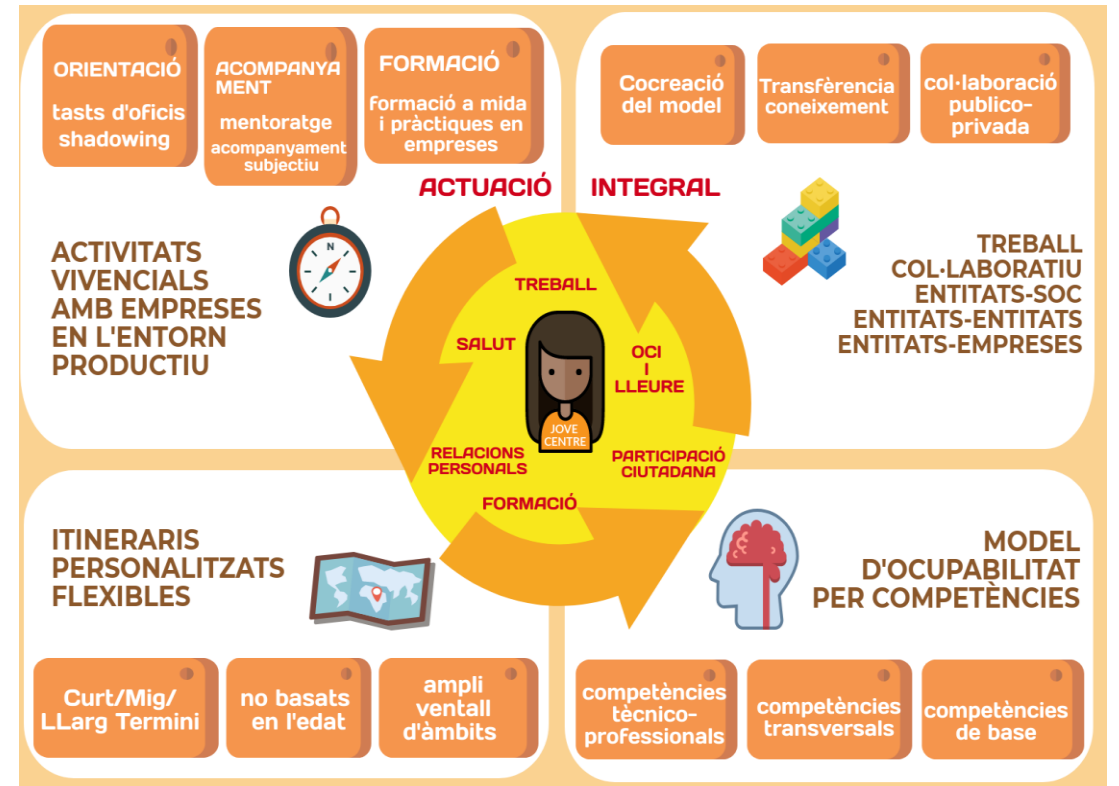 ORIENTACIÓ
tasts d'oficis
shadowing
ACOMPANYA
MENT
mentoratge
acompanyament
subjectiu
FORMACIÓ
formació a mida
i pràctiques en
empreses
Cocreació
del model
Transfèrencia
coneixement
col·laboració
publico-
privada
ACTUACIÓ INTEGRAL
ACTIVITATS
VIVENCIALS
AMB EMPRESES
EN L'ENTORN
PRODUCTIU
N
TREBALL
COL·LABORATIU
ENTITATS-SOC
ENTITATS-ENTITATS
ENTITATS-EMPRESES
TREBALL
SALUT
OCI
I
LLEURE
JOVE
CENTRE
RELACIONS
PERSONALS
PARTICIPACIÓ
CIUTADANA
FORMACIÓ
ITINERARIS
PERSONALITZATS
FLEXIBLES
MODEL
D'OCUPABILITAT
PER COMPETÈNCIES
Curt/Mig/
LLarg Termini
no basats
en l'edat
ampli
ventall
d'àmbits
competències
tècnico-
professionals
competències
transversals
competències
de base